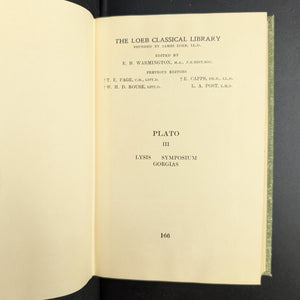 THE LOEB CLASSICAL LIBRARY
FOUNDED BY JAMES LOEB, LL.D.
EDITED BY
E. H. WARMINGTON, M.A., F.R.HIST.SOC.
PREVIOUS EDITORS
† T. E. PAGE, C.H., LITT.D. † E. CAPPS, PH.D., LL.D.
† W. H. D. ROUSE, LITT.D. L. A. POST, L.H.D.
PLATO
III
LYSIS SYMPOSIUM
GORGIAS
166